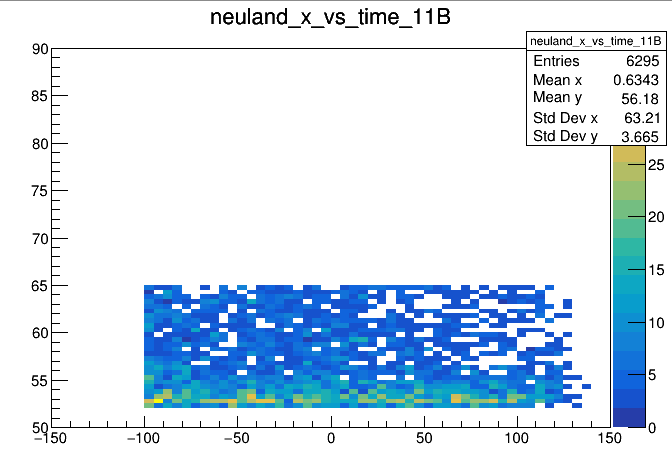 neuland_x_vs_time_11B
neuland_x_vs_time_11B
Entries 6295
Mean x 0.6343
Mean y 56.18
Std Dev x 63.21
Std Dev y 3.665
90
85
80
75
70
65
60
55
50
25
20
15
10
5
0
−150 −100 −50 0 50 100 150